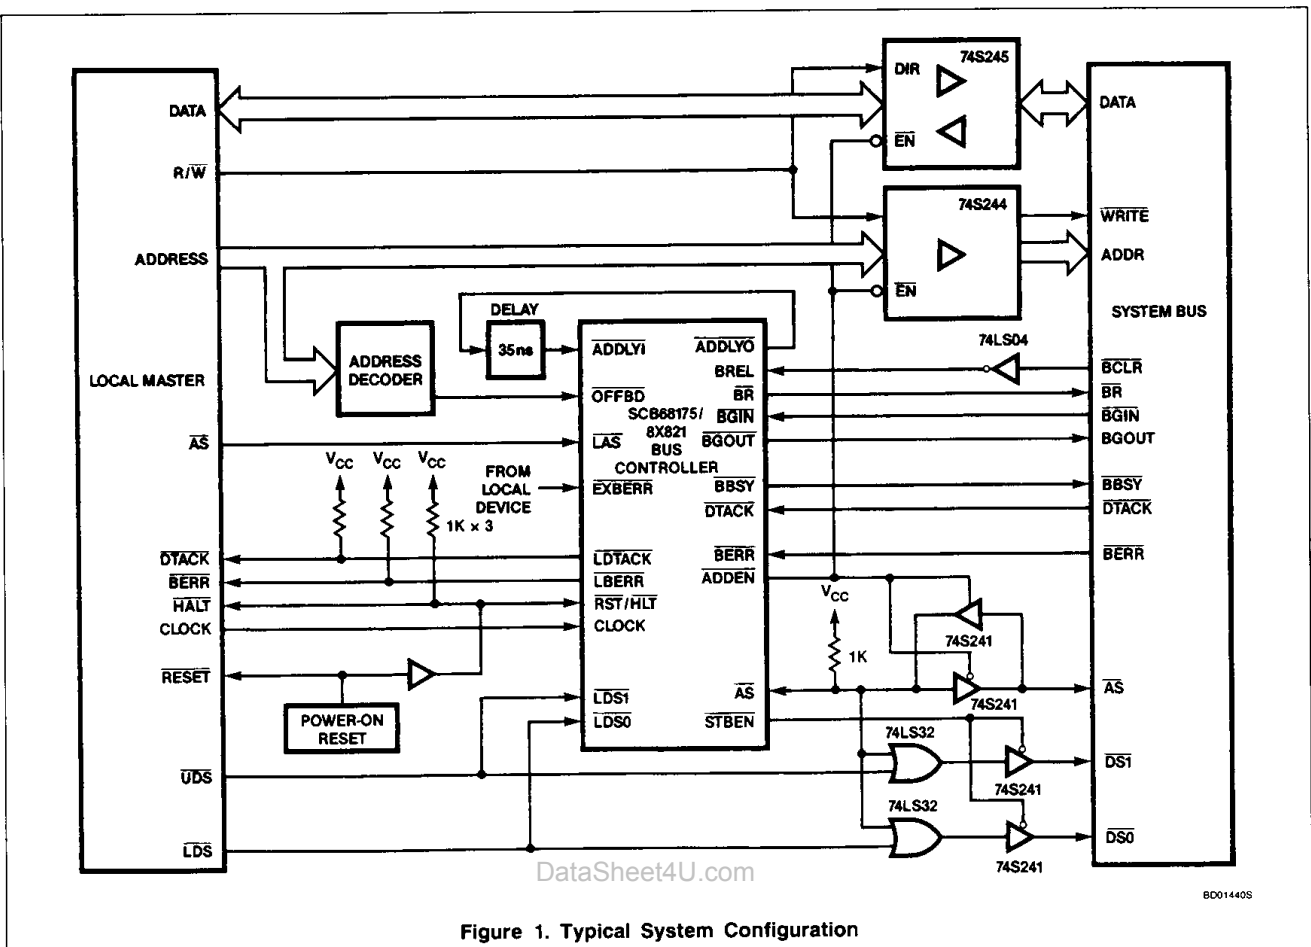 74S245
DIR
DATA
DATA
EN
R/W
74S244
WRITE
ADDRESS
ADDR
EN
DELAY
SYSTEM BUS
35ns
ADDLYI
ADDLYO
74LS04
ADDRESS
DECODER
LOCAL MASTER
BREL
BCLR
OFFBD
BR
BR
SCB68175/
8X821
BUS
CONTROLLER
BGIN
BGIN
AS
LAS
BGOUT
BGOUT
VCC
VCC
VCC
FROM
LOCAL
DEVICE
EXBERR
BBSY
BBSY
1K × 3
DTACK
DTACK
DTACK
LDTACK
BERR
BERR
BERR
LBERR
ADDEN
HALT
RST/HLT
VCC
CLOCK
CLOCK
74S241
1K
RESET
AS
AS
LDS1
74S241
POWER-ON
RESET
LDS0
STBEN
74LS32
UDS
DS1
74S241
74LS32
LDS
DS0
74S241
DataSheet4U.com
BD01440S
Figure 1. Typical System Configuration